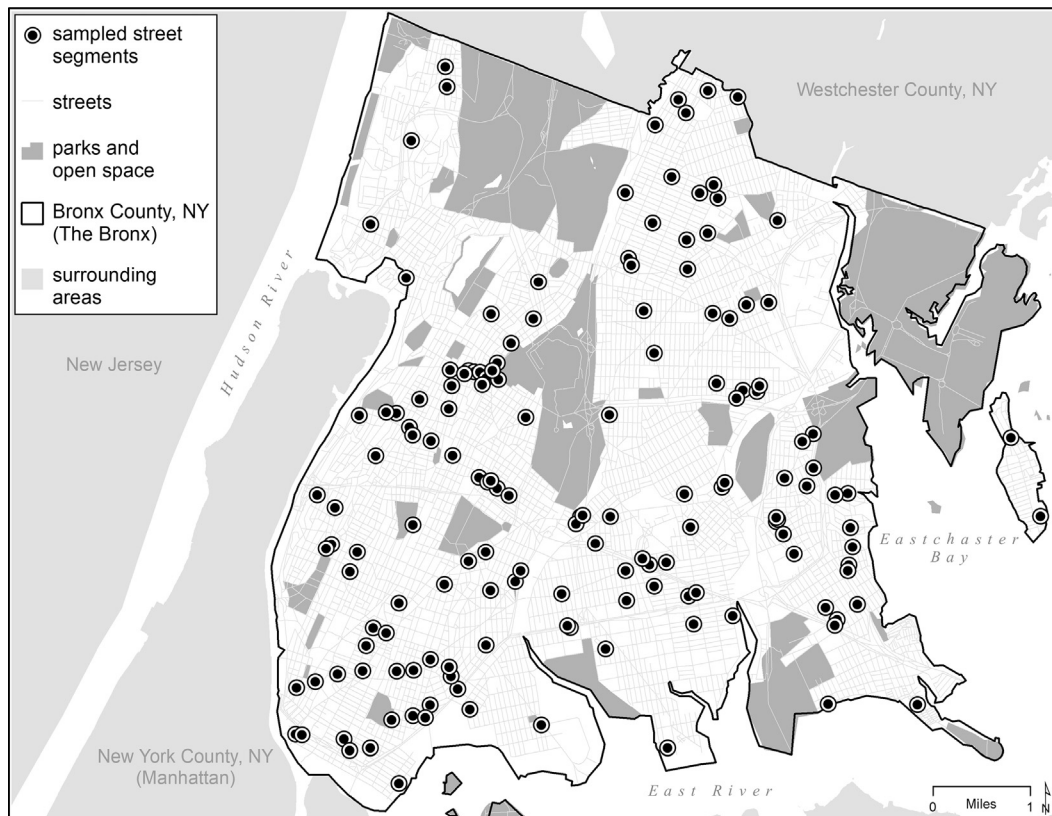 sampled street
segments
streets
parks and
open space
Bronx County, NY
(The Bronx)
surrounding
areas
Westchester County, NY
Hudson River
New Jersey
Eastchaster
Bay
New York County, NY
(Manhattan)
East River
0 Miles 1
N